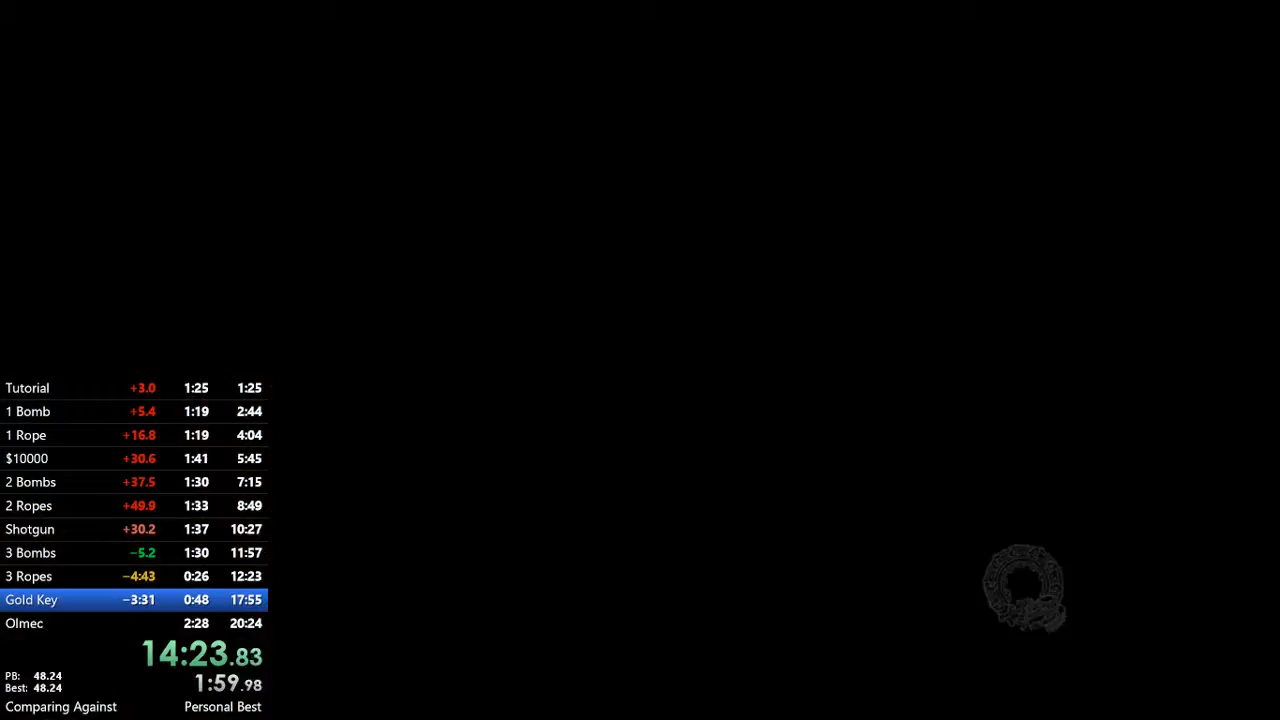 Tutorial +3.0 1:25 1:25
1 Bomb +5.4 1:19 2:44
1 Rope +16.8 1:19 4:04
$10000 +30.6 1:41 5:45
2 Bombs +37.5 1:30 7:15
2 Ropes +49.9 1:33 8:49
Shotgun +30.2 1:37 10:27
3 Bombs −5.2 1:30 11:57
3 Ropes −4:43 0:26 12:23
Gold Key −3:31 0:48 17:55
Olmec 2:28 20:24
14:23.83
PB: 48.24
Best: 48.24
1:59.98
Comparing Against Personal Best